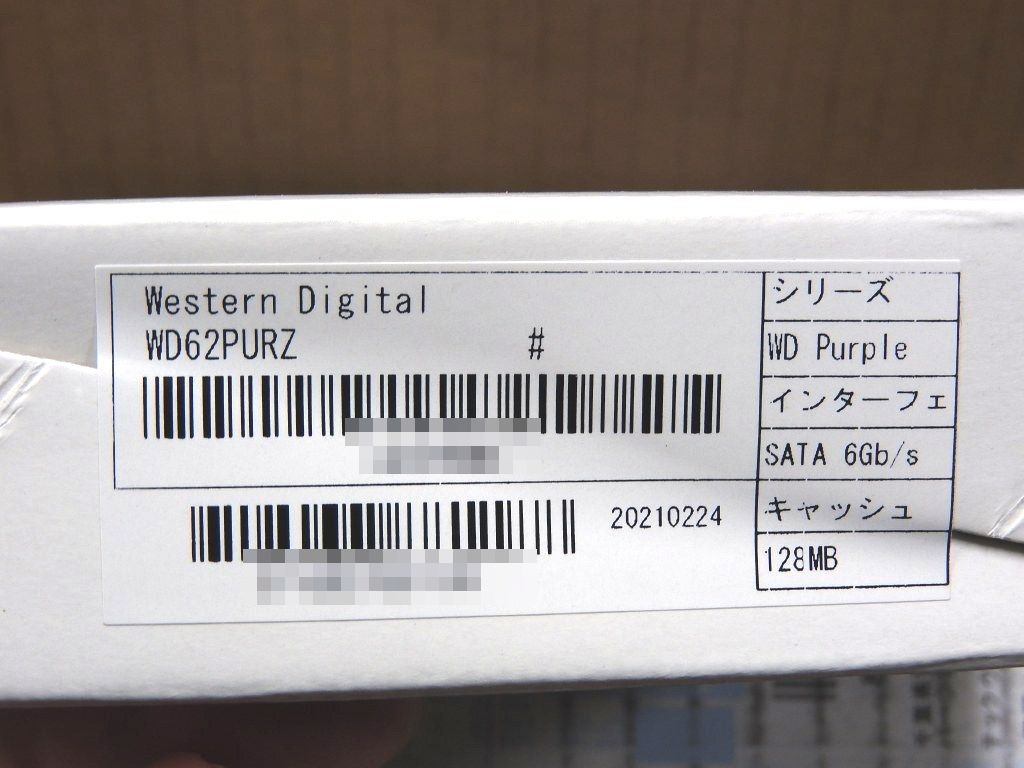 Western Digital
WD62PURZ #
20210224
シリーズ
WD Purple
インターフェ
SATA 6Gb/s
キャッシュ
128MB